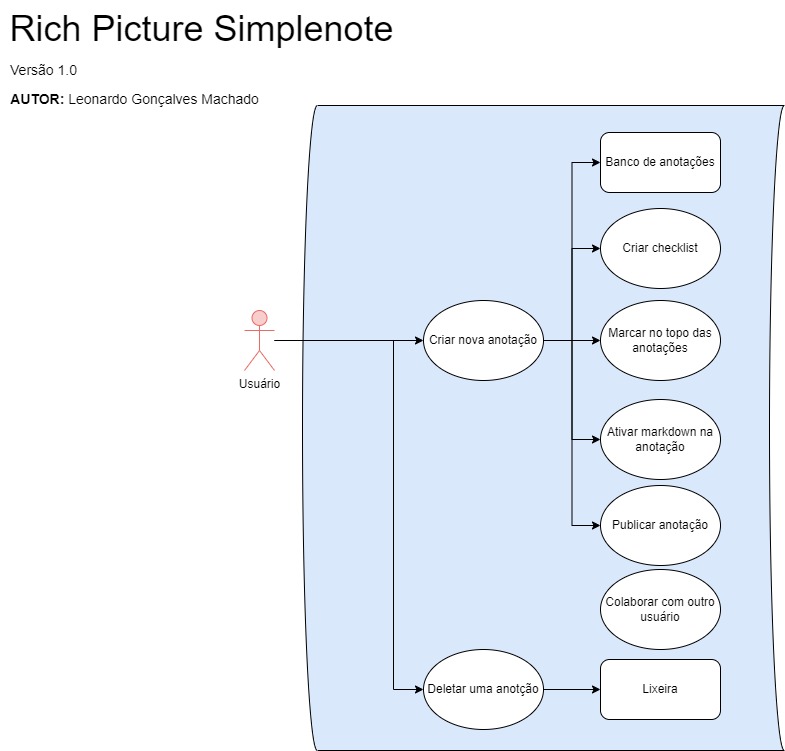 Rich Picture Simplenote
Versão 1.0
AUTOR: Leonardo Gonçalves Machado
Banco de anotações
Criar checklist
Usuário
Criar nova anotação
Marcar no topo das
anotações
Ativar markdown na
anotação
Publicar anotação
Colaborar com outro
usuário
Deletar uma anotção
Lixeira